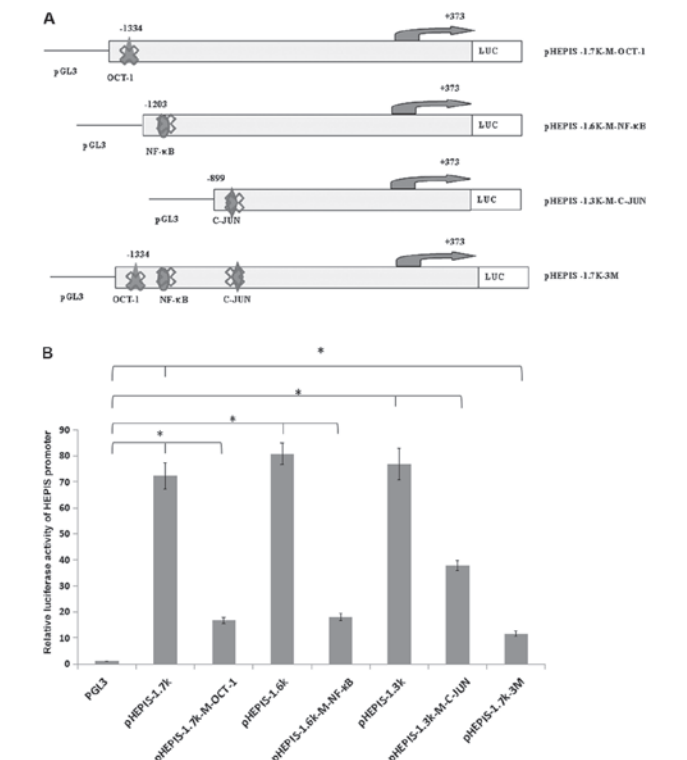 A
-1334
+373
LUC
pHEPIS -1.7K-M-OCT-1
pGL3
OCT-1
-1203
+373
LUC
pHEPIS -1.6K-M-NF-κB
pGL3
NF-κB
-899
+373
LUC
pHEPIS -1.3K-M-C-JUN
pGL3
C-JUN
-1334
+373
LUC
pHEPIS -1.7K-3M
pGL3
OCT-1
NF-κB
C-JUN
B
*
*
*
*
Relative luciferase activity of HEPIS promoter
90
80
70
60
50
40
30
20
10
0
PGL3
pHEPIS-1.7k
pHEPIS-1.7k-M-OCT-1
pHEPIS-1.6k
pHEPIS-1.6k-M-NF-κB
pHEPIS-1.3k
pHEPIS-1.3k-M-C-JUN
pHEPIS-1.7k-3M